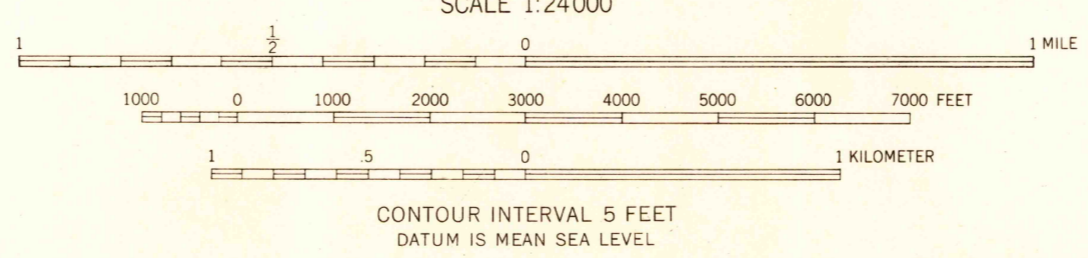 SCALE 1:24000
1 1/2 0 1 MILE
1000 0 1000 2000 3000 4000 5000 6000 7000 FEET
1 .5 0 1 KILOMETER
CONTOUR INTERVAL 5 FEET
DATUM IS MEAN SEA LEVEL